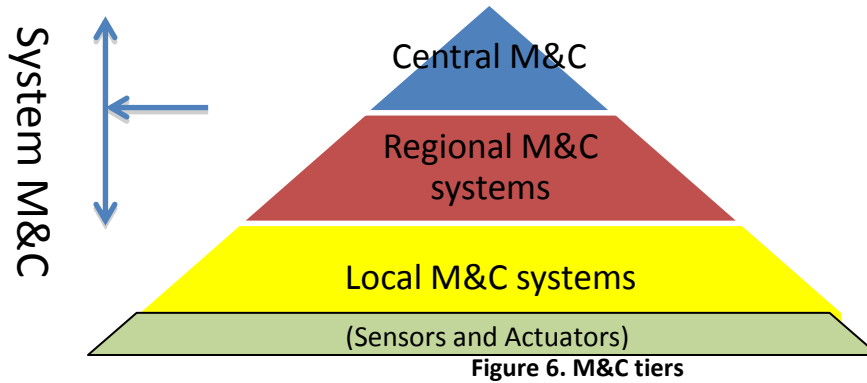 System M&C
Central M&C
Regional M&C
systems
Local M&C systems
(Sensors and Actuators)
Figure 6. M&C tiers